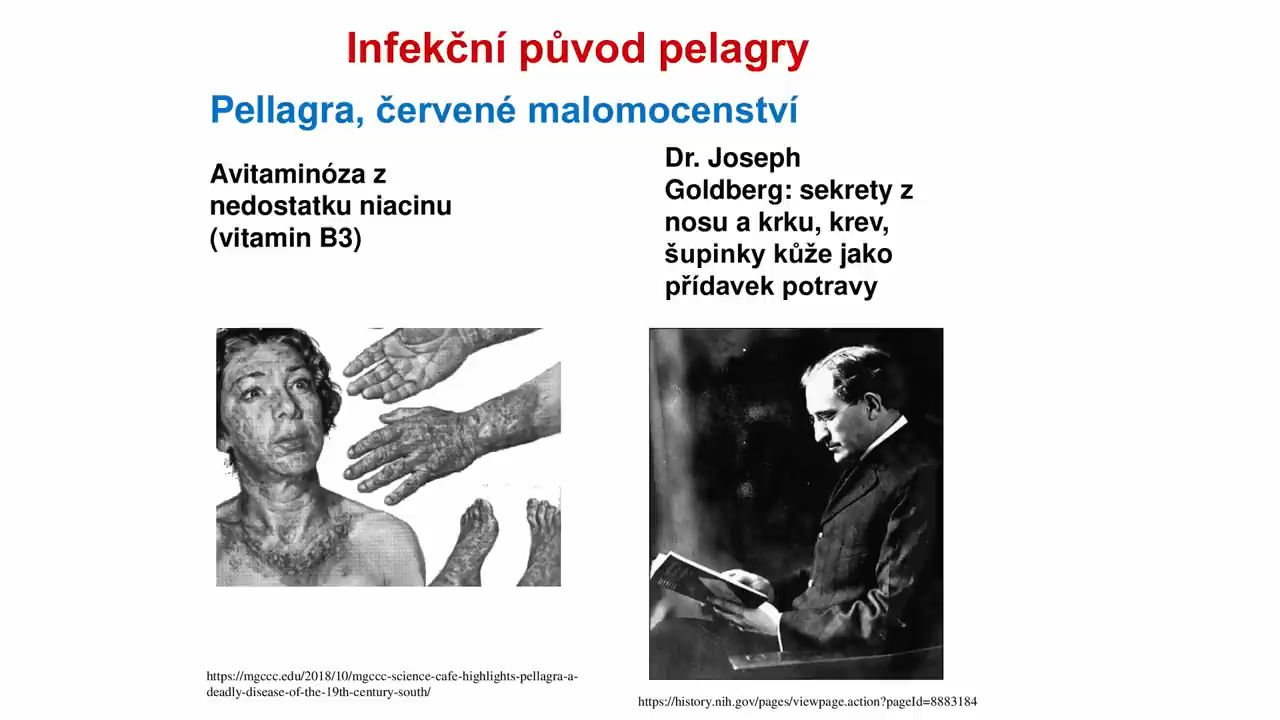 Infekční původ pelagry
Pellagra, červené malomocenství
Avitaminóza z
nedostatku niacinu
(vitamin B3)
Dr. Joseph
Goldberg: sekrety z
nosu a krku, krev,
šupinky kůže jako
přídavek potravy
https://mgccc.edu/2018/10/mgccc-science-cafe-highlights-pellagra-a-
deadly-disease-of-the-19th-century-south/
https://history.nih.gov/pages/viewpage.action?pageId=8883184